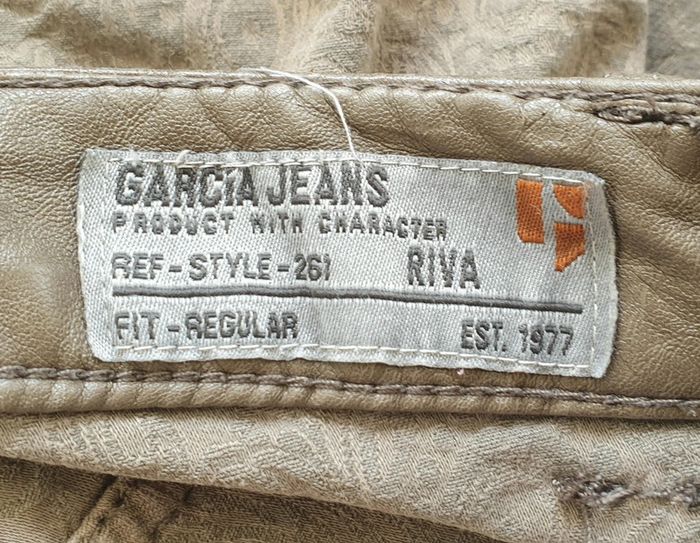 GARCiA JEANS
PRODUCT WITH CHARACTER
REF-STYLE-261 RIVA
FIT-REGULAR EST. 1977